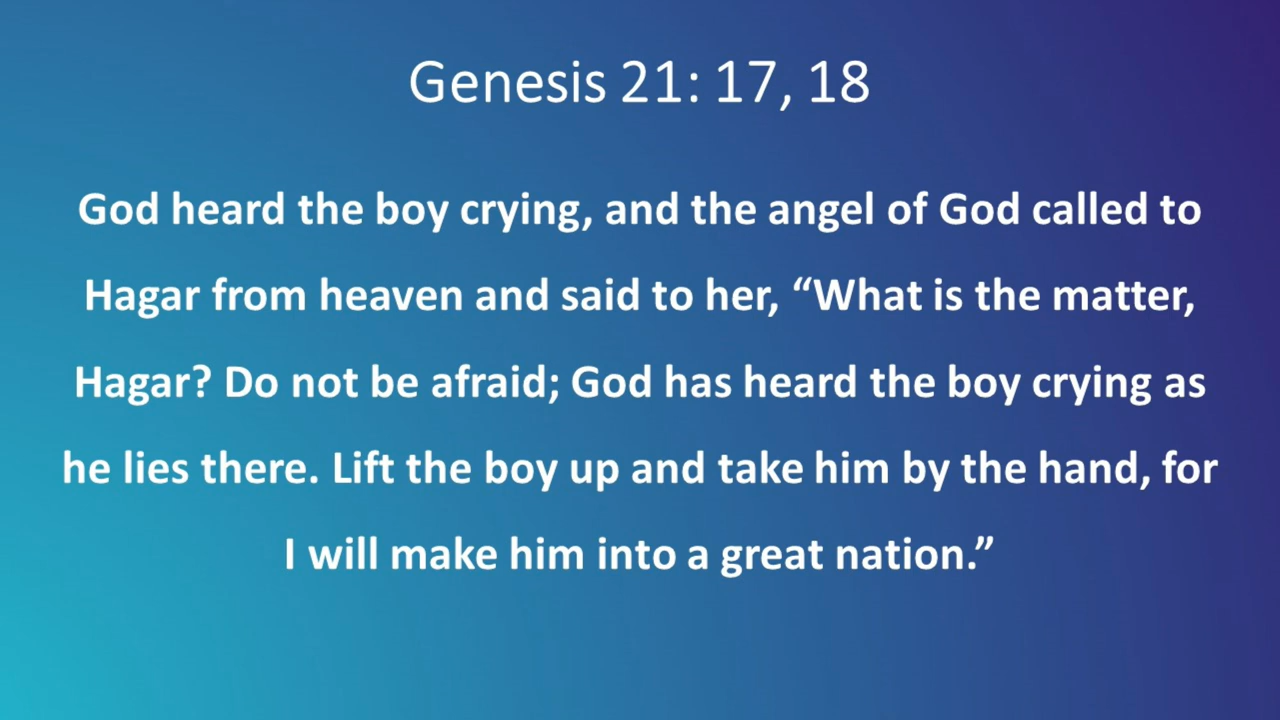 Genesis 21: 17, 18
God heard the boy crying, and the angel of God called to
Hagar from heaven and said to her, “What is the matter,
Hagar? Do not be afraid; God has heard the boy crying as
he lies there. Lift the boy up and take him by the hand, for
I will make him into a great nation.”